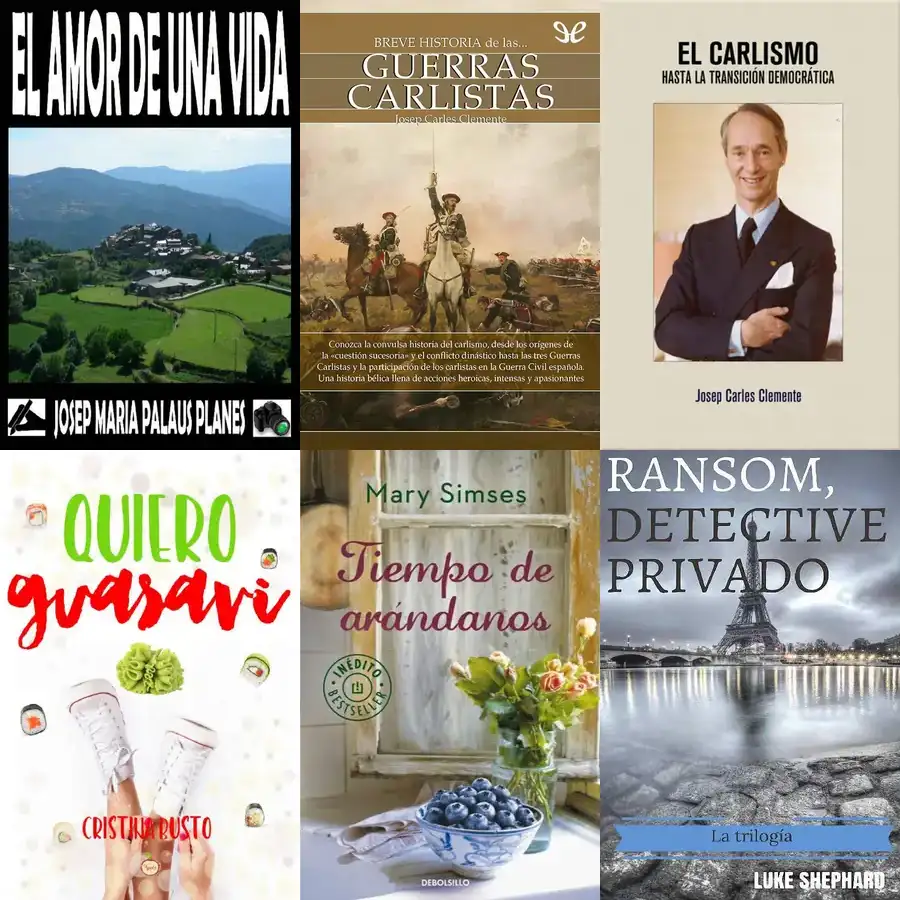 EL AMOR DE UNA VIDA
JOSEP MARIA PALAUS PLANES
BREVE HISTORIA de las...
GUERRAS
CARLISTAS
Josep Carles Clemente
Conozca la convulsa historia del carlismo, desde los orígenes de
la «cuestión sucesoria» y el conflicto dinástico hasta las tres Guerras
Carlistas y la participación de los carlistas en la Guerra Civil española.
Una historia bélica llena de acciones heroicas, intensas y apasionantes
EL CARLISMO
HASTA LA TRANSICIÓN DEMOCRÁTICA
Josep Carles Clemente
QUIERO
guasavi
CRISTINA BUSTO
Mary Simses
Tiempo de
arándanos
INÉDITO
BESTSELLER
DEBOLS!LLO
RANSOM,
DETECTIVE
PRIVADO
La trilogía
LUKE SHEPHARD